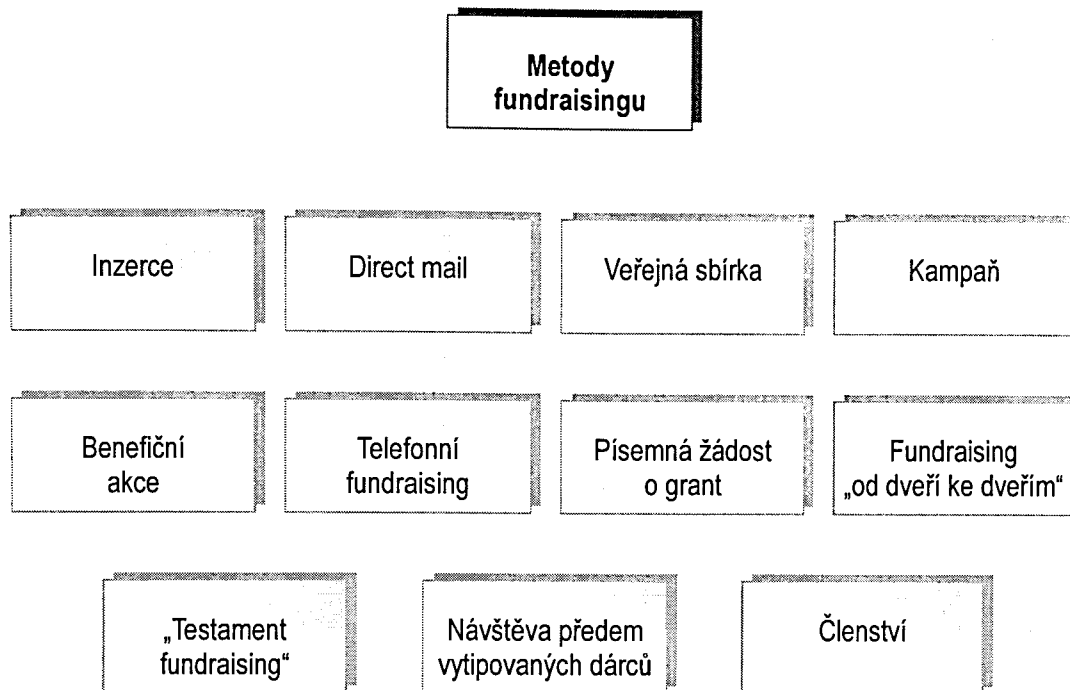 Metody
fundraisingu
Inzerce
Direct mail
Veřejná sbírka
Kampaň
Benefiční
akce
Telefonní
fundraising
Písemná žádost
o grant
Fundraising
„od dveří ke dveřím“
„Testament
fundraising“
Návštěva předem
vytipovaných dárců
Členství